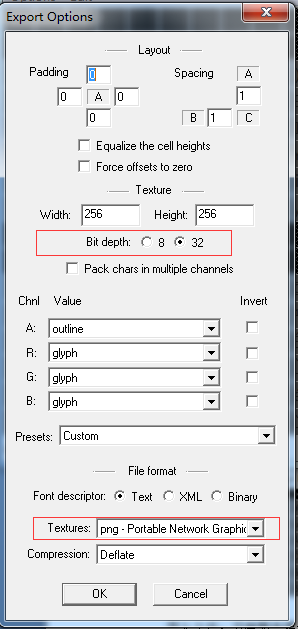 Export Options
Layout
Padding 0 Spacing A
0 A 0 1
0 B 1 C
Equalize the cell heights
Force offsets to zero
Texture
Width: 256 Height: 256
Bit depth: 8 32
Pack chars in multiple channels
Chnl Value Invert
A: outline
R: glyph
G: glyph
B: glyph
Presets: Custom
File format
Font descriptor: Text XML Binary
Textures: png - Portable Network Graphic
Compression: Deflate
OK Cancel